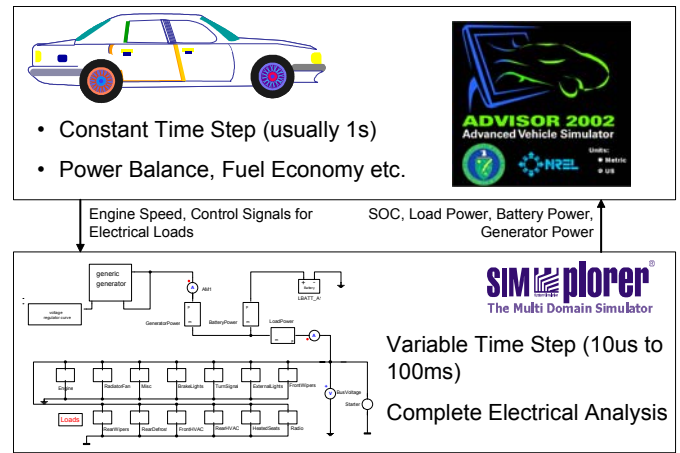 • Constant Time Step (usually 1s)
• Power Balance, Fuel Economy etc.
ADVISOR 2002
Advanced Vehicle Simulator
Units:
Metric
US
NREL
Engine Speed, Control Signals for
Electrical Loads
SOC, Load Power, Battery Power,
Generator Power
generic
generator
voltage
regulator curve
A
AM1
GeneratorPower
P
BatteryPower
P
Battery
LBATT_A/
LoadPower
P
A
SIMplorer®
The Multi Domain Simulator
Variable Time Step (10us to
100ms)
Complete Electrical Analysis
Engine
RadiatorFan
Misc
BrakeLights
TurnSignal
ExternalLights
FrontWipers
V
BusVoltage
Starter
Loads
RearWipers
RearDefrost
FrontHVAC
RearHVAC
HeatedSeats
Radio